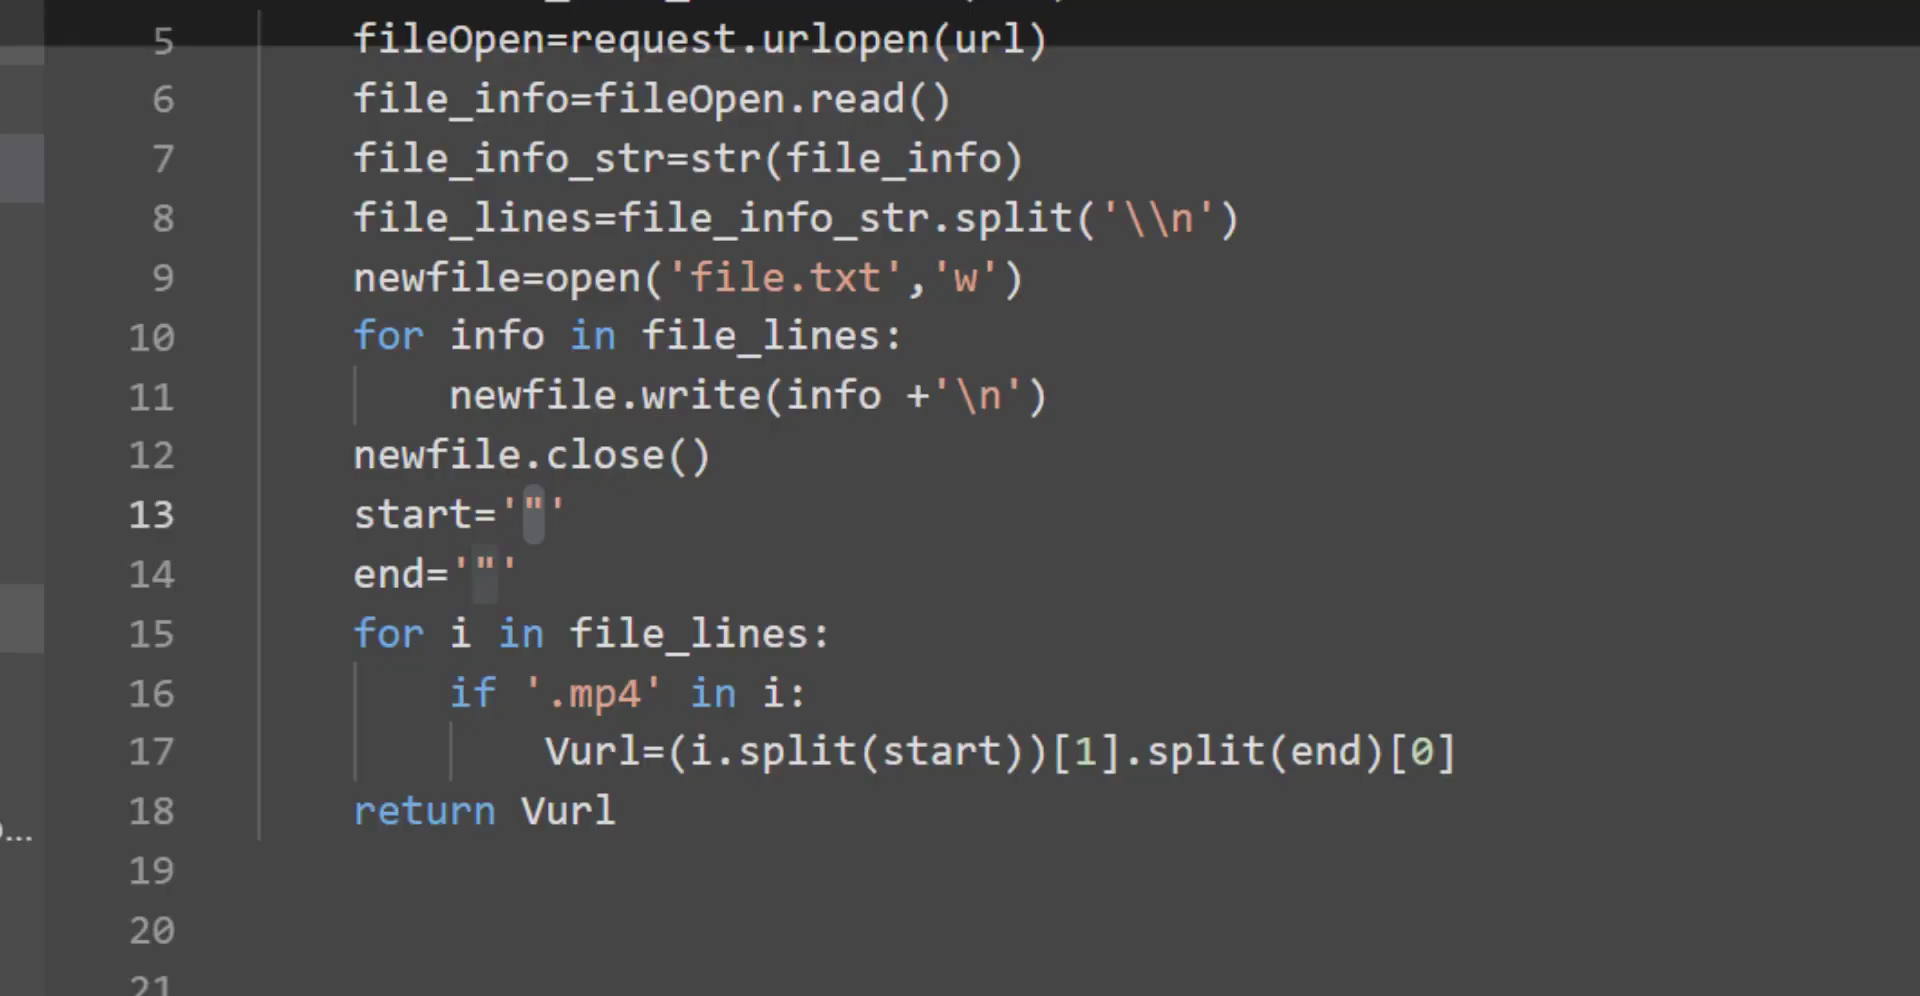 5 fileOpen=request.urlopen(url)
6 file_info=fileOpen.read()
7 file_info_str=str(file_info)
8 file_lines=file_info_str.split('\\n')
9 newfile=open('file.txt','w')
10 for info in file_lines:
11 newfile.write(info +'\n')
12 newfile.close()
13 start='"'
14 end='"'
15 for i in file_lines:
16 if '.mp4' in i:
17 Vurl=(i.split(start))[1].split(end)[0]
18 return Vurl
19
20
21